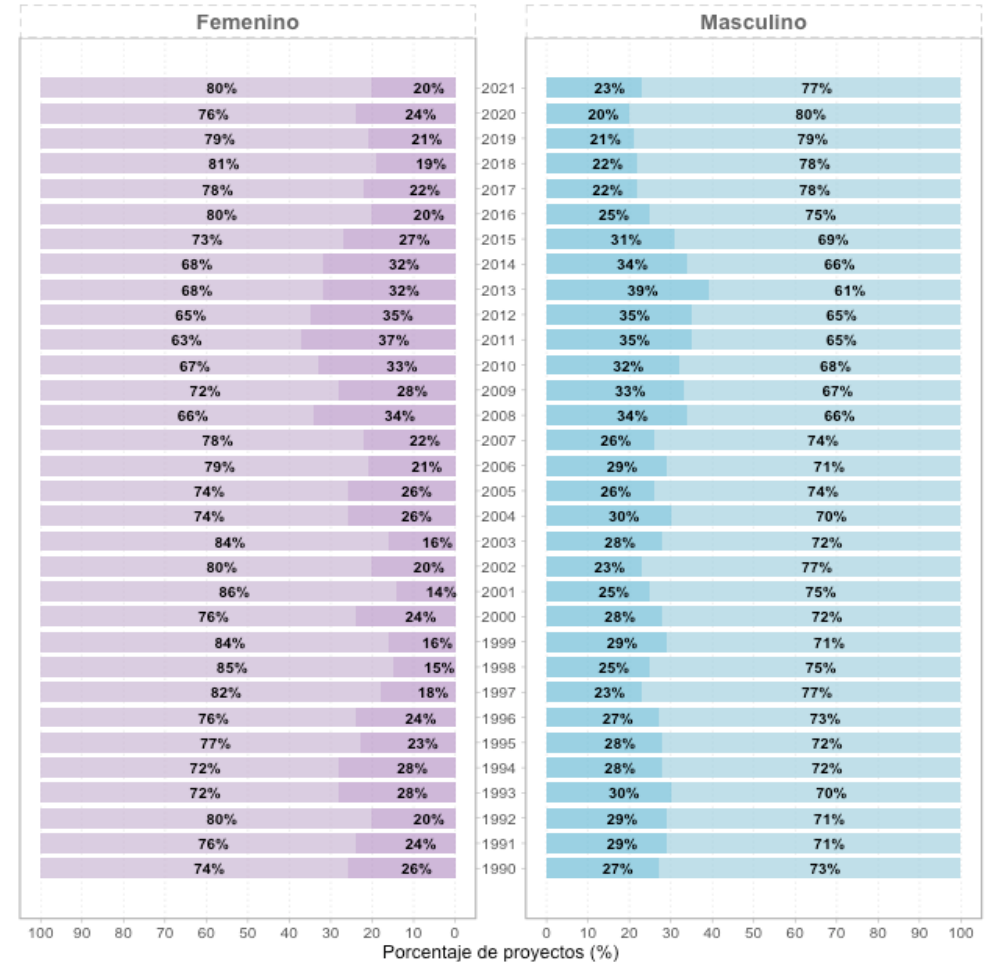 Femenino Masculino
80% 20% 2021 23% 77%
76% 24% 2020 20% 80%
79% 21% 2019 21% 79%
81% 19% 2018 22% 78%
78% 22% 2017 22% 78%
80% 20% 2016 25% 75%
73% 27% 2015 31% 69%
68% 32% 2014 34% 66%
68% 32% 2013 39% 61%
65% 35% 2012 35% 65%
63% 37% 2011 35% 65%
67% 33% 2010 32% 68%
72% 28% 2009 33% 67%
66% 34% 2008 34% 66%
78% 22% 2007 26% 74%
79% 21% 2006 29% 71%
74% 26% 2005 26% 74%
74% 26% 2004 30% 70%
84% 16% 2003 28% 72%
80% 20% 2002 23% 77%
86% 14% 2001 25% 75%
76% 24% 2000 28% 72%
84% 16% 1999 29% 71%
85% 15% 1998 25% 75%
82% 18% 1997 23% 77%
76% 24% 1996 27% 73%
77% 23% 1995 28% 72%
72% 28% 1994 28% 72%
72% 28% 1993 30% 70%
80% 20% 1992 29% 71%
76% 24% 1991 29% 71%
74% 26% 1990 27% 73%
100 90 80 70 60 50 40 30 20 10 0 0 10 20 30 40 50 60 70 80 90 100
Porcentaje de proyectos (%)